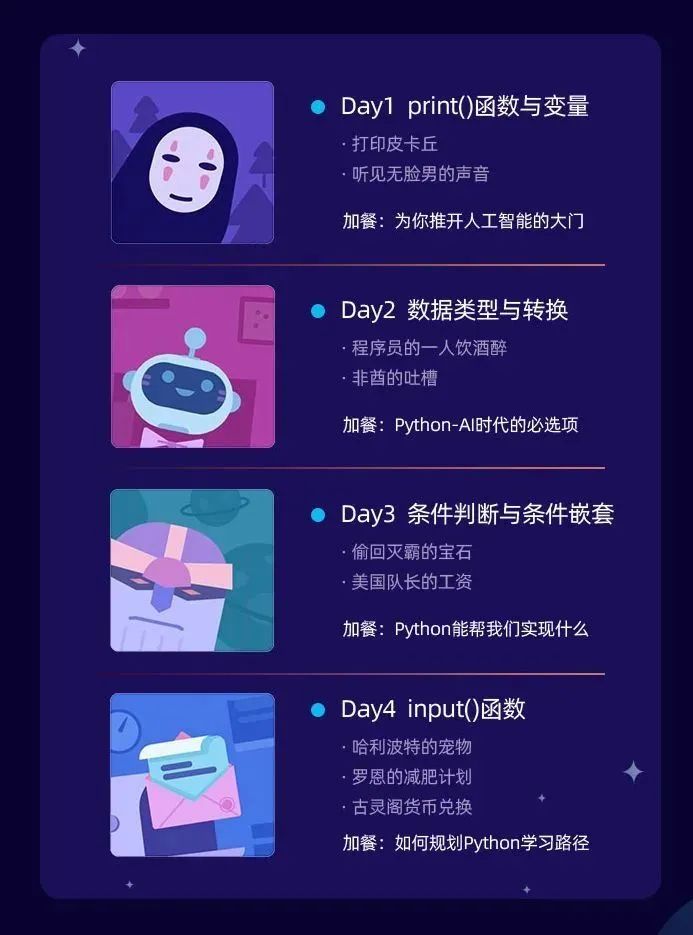 Day1 print()函数与变量
· 打印皮卡丘
· 听见无脸男的声音
加餐：为你推开人工智能的大门
Day2 数据类型与转换
· 程序员的一人饮酒醉
· 非酋的吐槽
加餐：Python-AI时代的必选项
Day3 条件判断与条件嵌套
· 偷回灭霸的宝石
· 美国队长的工资
加餐：Python能帮我们实现什么
Day4 input()函数
· 哈利波特的宠物
· 罗恩的减肥计划
· 古灵阁货币兑换
加餐：如何规划Python学习路径